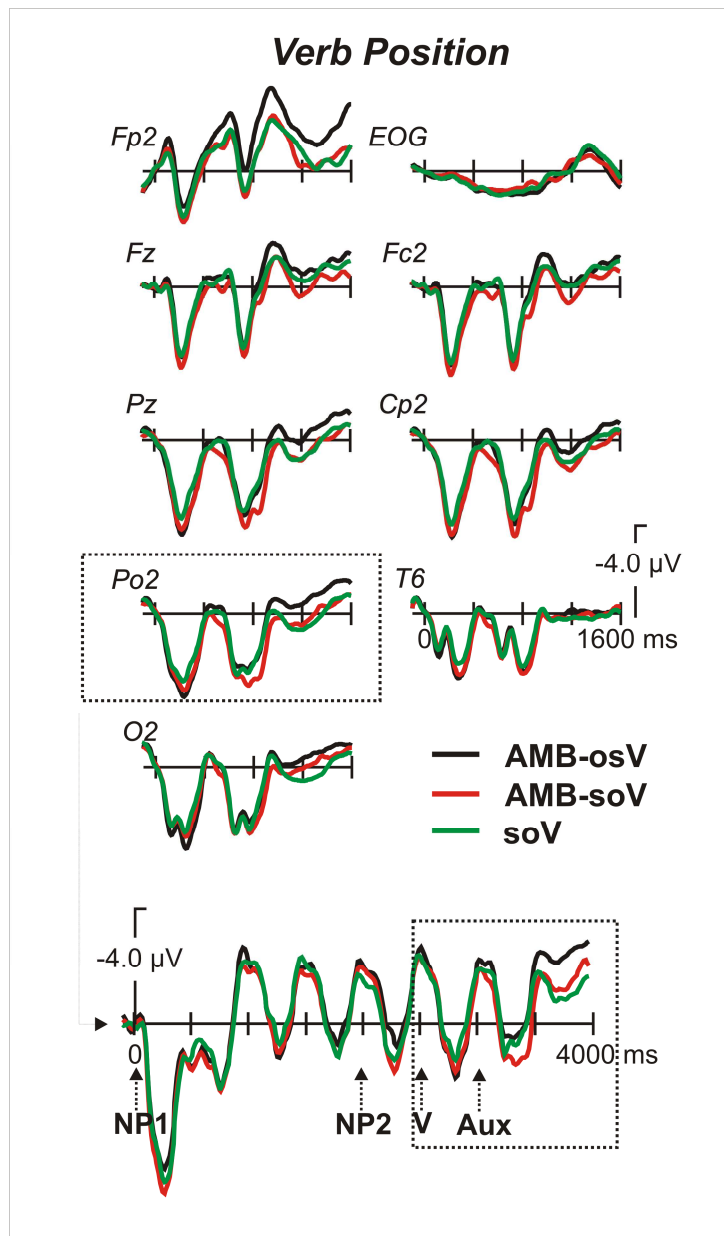 Verb Position
Fp2 EOG
Fz Fc2
Pz Cp2
-4.0 µV
Po2 T6
0 1600 ms
O2
AMB-osV
AMB-soV
soV
-4.0 µV
0 4000 ms
NP1 NP2 V Aux